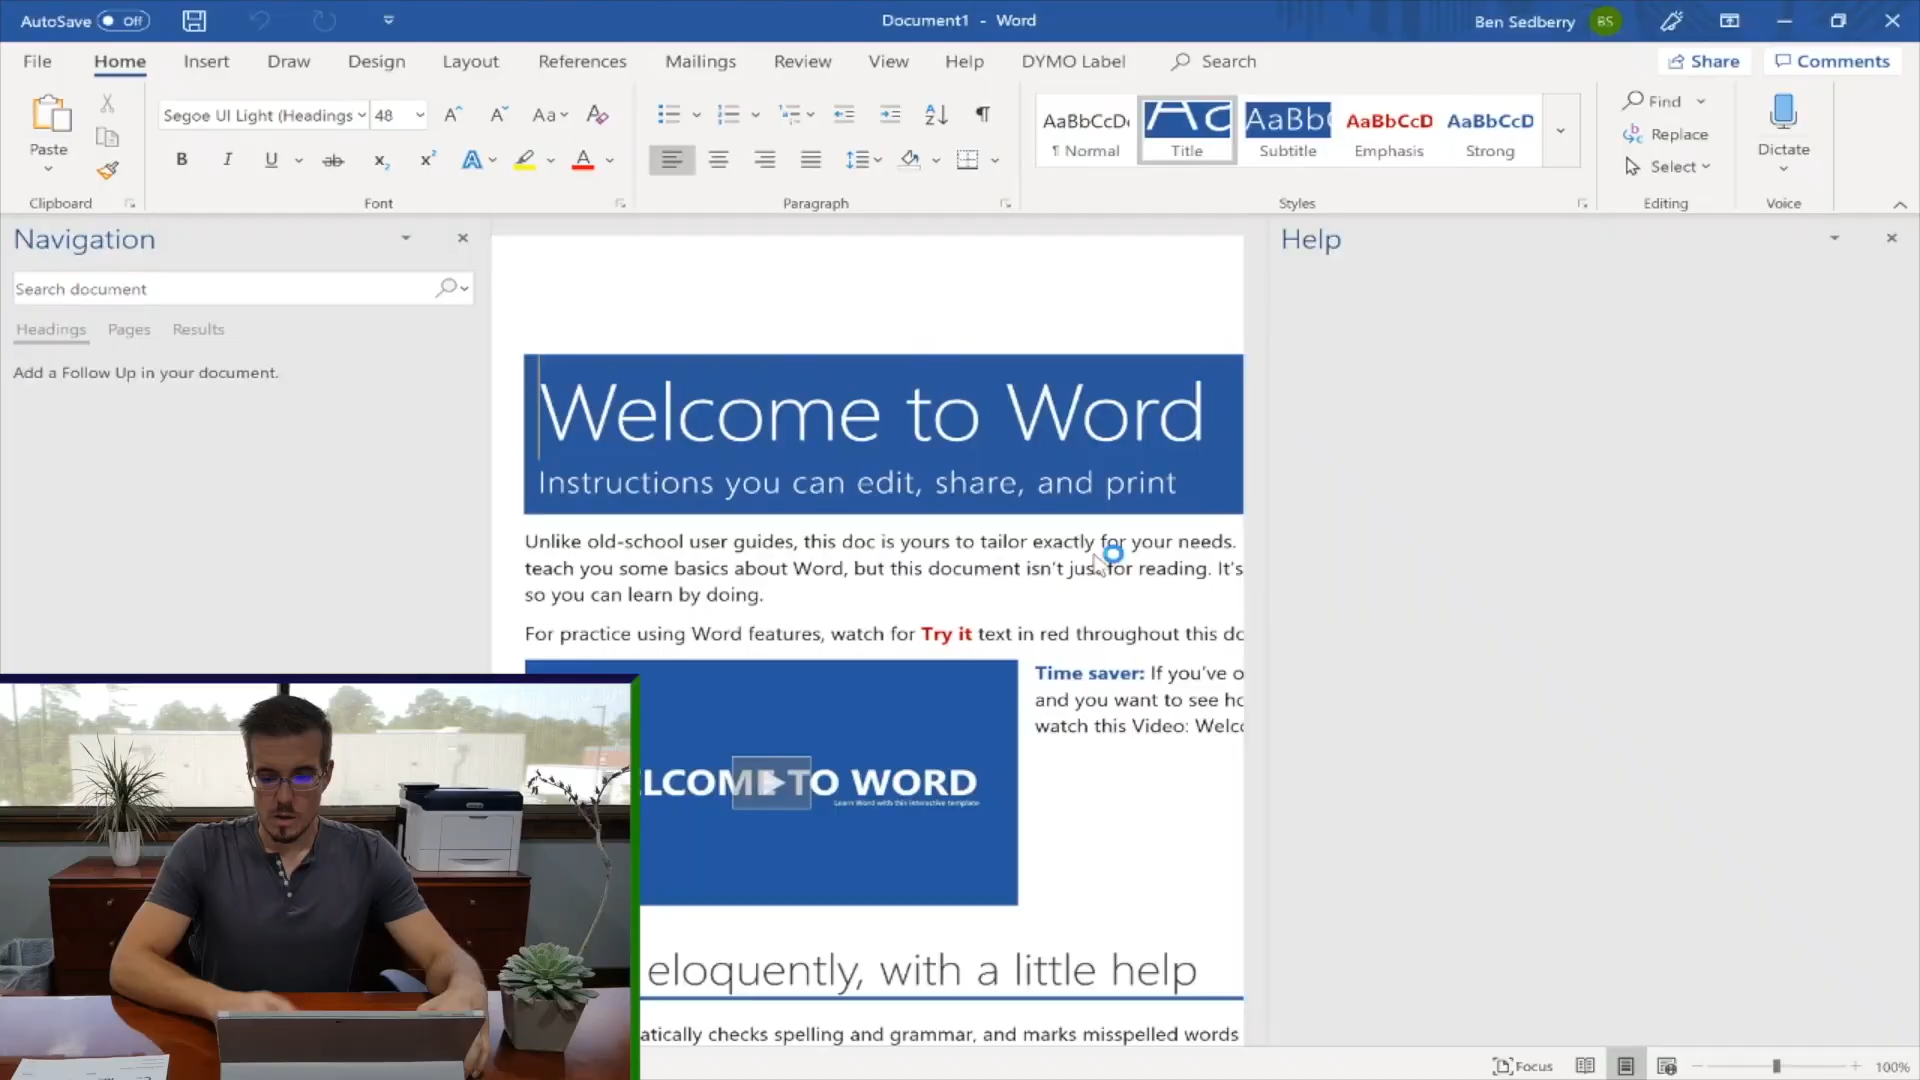 AutoSave Off
Document1 - Word
Ben Sedberry BS
File Home Insert Draw Design Layout References Mailings Review View Help DYMO Label Search
Share Comments
Segoe UI Light (Headings 48
Paste
AaBbCcDc AaBbC AaBbCcD AaBbCcD
¶ Normal Title Subtitle Emphasis Strong
Find
Replace
Select
Dictate
Clipboard Font Paragraph Styles Editing Voice
Navigation
Search document
Headings Pages Results
Add a Follow Up in your document.
Welcome to Word
Instructions you can edit, share, and print
Unlike old-school user guides, this doc is yours to tailor exactly for your needs.
teach you some basics about Word, but this document isn't just for reading. It's
so you can learn by doing.
For practice using Word features, watch for Try it text in red throughout this do
Time saver: If you've o
and you want to see ho
watch this Video: Welco
LCOME TO WORD
Learn Word with this interactive template
eloquently, with a little help
atically checks spelling and grammar, and marks misspelled words
Help
Focus
100%